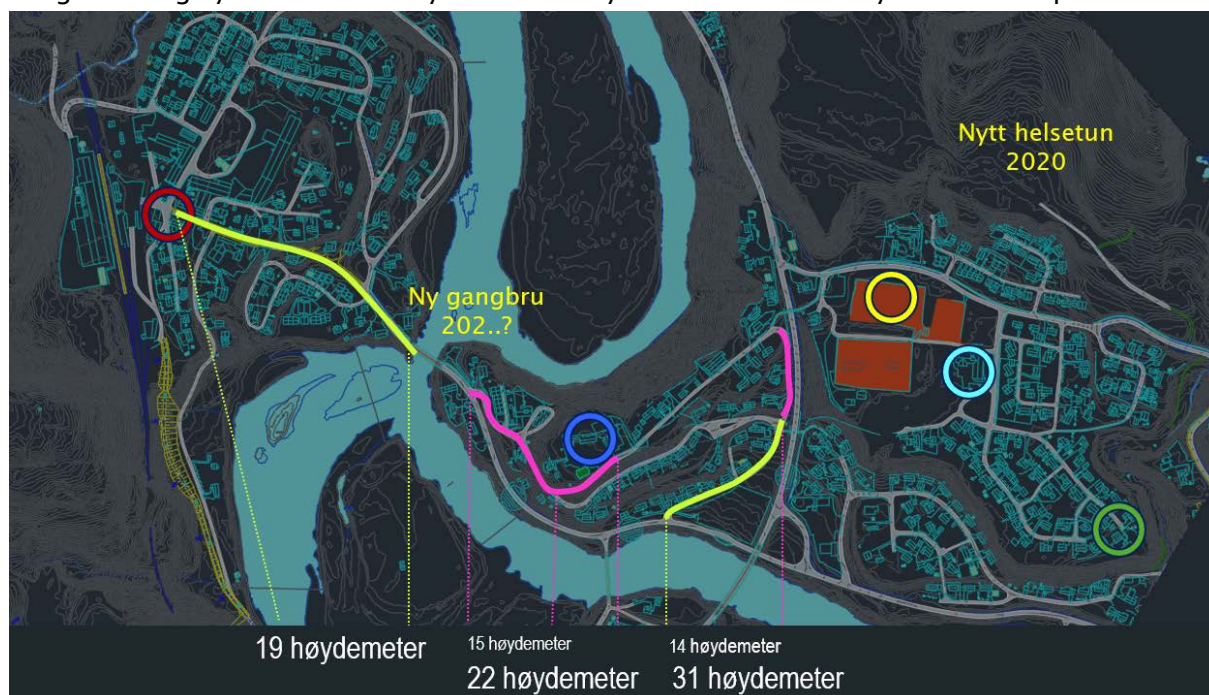 Nytt helsetun
2020
Ny gangbru
202..?
19 høydemeter
15 høydemeter
22 høydemeter
14 høydemeter
31 høydemeter